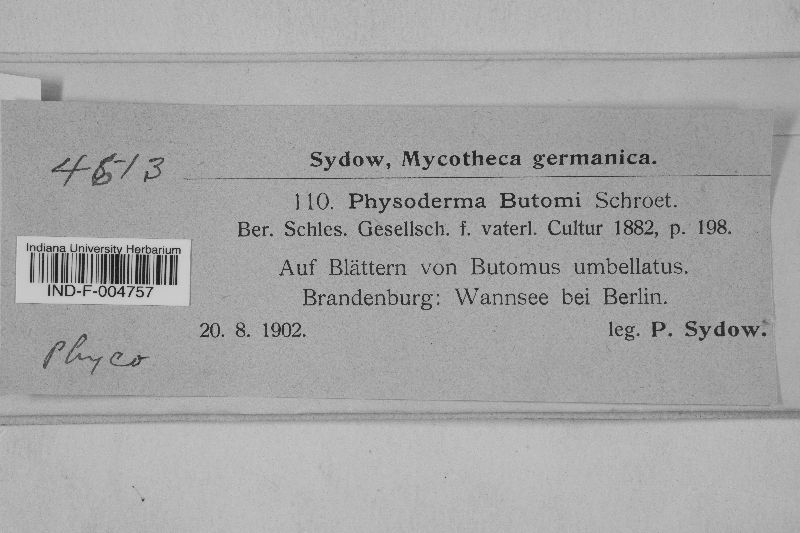 Sydow, Mycotheca germanica.
110. Physoderma Butomi Schroet.
Ber. Schles. Gesellsch. f. vaterl. Cultur 1882, p. 198.
Auf Blättern von Butomus umbellatus.
Brandenburg: Wannsee bei Berlin.
20. 8. 1902. leg. P. Sydow.
Indiana University Herbarium
IND-F-004757
Phyco